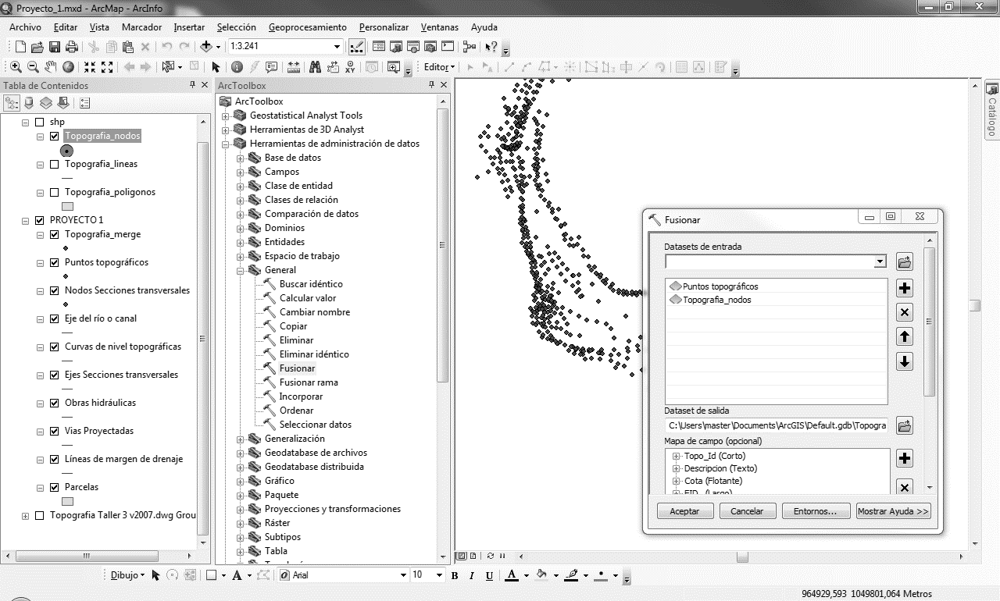 Proyecto_1.mxd - ArcMap - ArcInfo
Archivo Editar Vista Marcador Insertar Selección Geoprocesamiento Personalizar Ventanas Ayuda
1:3.241
Editor
Tabla de Contenidos
shp
Topografia_nodos
Topografia_lineas
Topografia_poligonos
PROYECTO 1
Topografia_merge
Puntos topográficos
Nodos Secciones transversales
Eje del río o canal
Curvas de nivel topográficas
Ejes Secciones transversales
Obras hidráulicas
Vias Proyectadas
Líneas de margen de drenaje
Parcelas
Topografia Taller 3 v2007.dwg Grou
ArcToolbox
ArcToolbox
Geostatistical Analyst Tools
Herramientas de 3D Analyst
Herramientas de administración de datos
Base de datos
Campos
Clase de entidad
Clases de relación
Comparación de datos
Dominios
Entidades
Espacio de trabajo
General
Buscar idéntico
Calcular valor
Cambiar nombre
Copiar
Eliminar
Eliminar idéntico
Fusionar
Fusionar rama
Incorporar
Ordenar
Seleccionar datos
Generalización
Geodatabase de archivos
Geodatabase distribuida
Gráfico
Paquete
Proyecciones y transformaciones
Ráster
Subtipos
Tabla
Catálogo
Fusionar
Datasets de entrada
Puntos topográficos
Topografia_nodos
Dataset de salida
C:\Users\master\Documents\ArcGIS\Default.gdb\Topogra
Mapa de campo (opcional)
Topo_Id (Corto)
Descripcion (Texto)
Cota (Flotante)
FID_ (Largo)
Aceptar Cancelar Entornos... Mostrar Ayuda >>
Dibujo A Arial 10 B I U A
964929,593 1049801,064 Metros